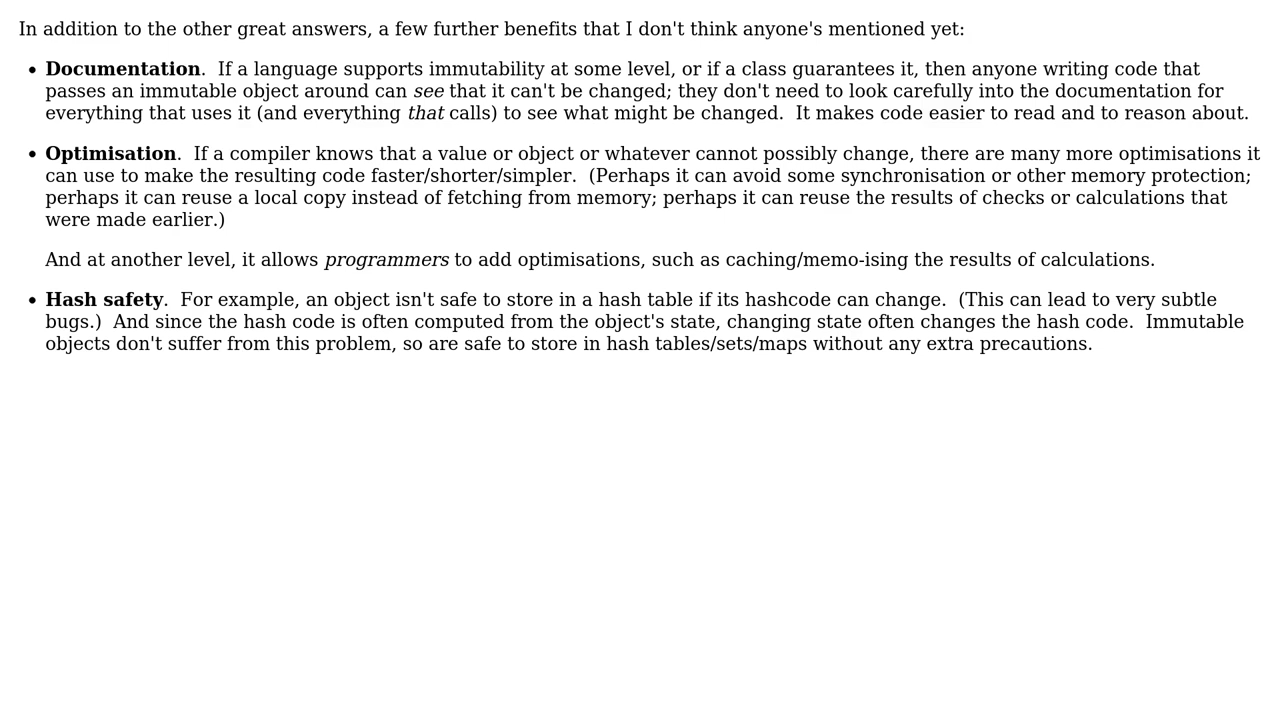 In addition to the other great answers, a few further benefits that I don't think anyone's mentioned yet:
• Documentation.  If a language supports immutability at some level, or if a class guarantees it, then anyone writing code that
passes an immutable object around can see that it can't be changed; they don't need to look carefully into the documentation for
everything that uses it (and everything that calls) to see what might be changed.  It makes code easier to read and to reason about.
• Optimisation.  If a compiler knows that a value or object or whatever cannot possibly change, there are many more optimisations it
can use to make the resulting code faster/shorter/simpler.  (Perhaps it can avoid some synchronisation or other memory protection;
perhaps it can reuse a local copy instead of fetching from memory; perhaps it can reuse the results of checks or calculations that
were made earlier.)
And at another level, it allows programmers to add optimisations, such as caching/memo-ising the results of calculations.
• Hash safety.  For example, an object isn't safe to store in a hash table if its hashcode can change.  (This can lead to very subtle
bugs.)  And since the hash code is often computed from the object's state, changing state often changes the hash code.  Immutable
objects don't suffer from this problem, so are safe to store in hash tables/sets/maps without any extra precautions.